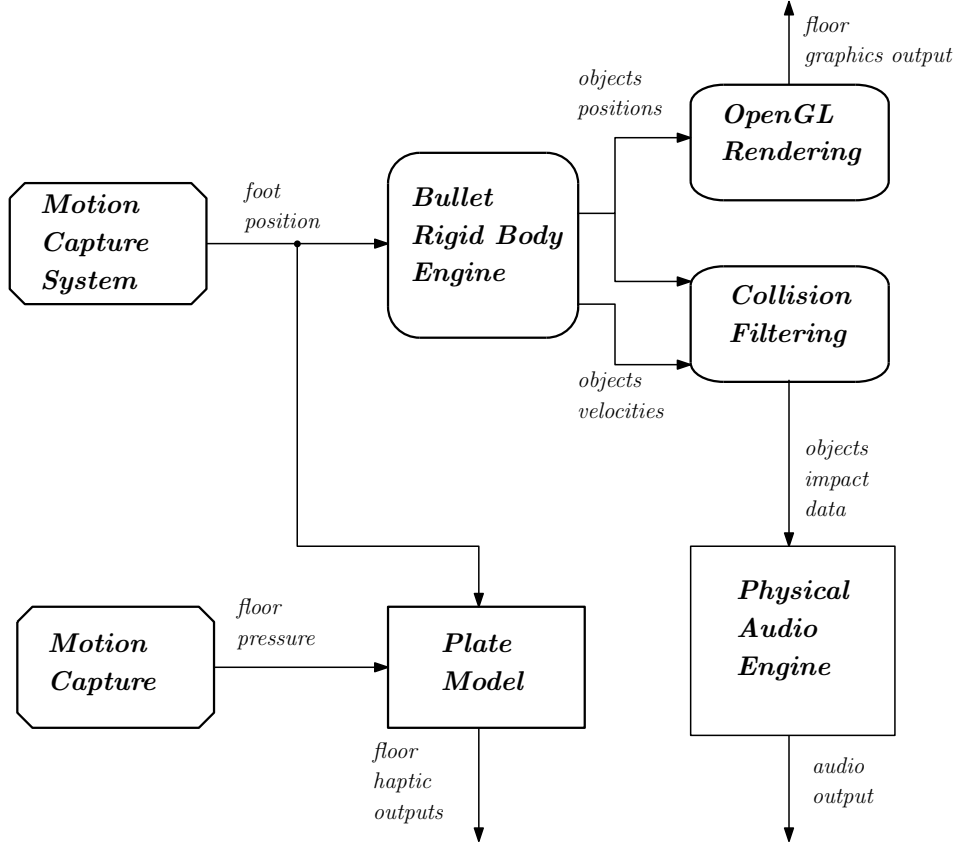 floor
graphics output
objects
positions
OpenGL
Rendering
Motion
Capture
System
foot
position
Bullet
Rigid Body
Engine
Collision
Filtering
objects
velocities
objects
impact
data
Motion
Capture
floor
pressure
Plate
Model
Physical
Audio
Engine
floor
haptic
outputs
audio
output